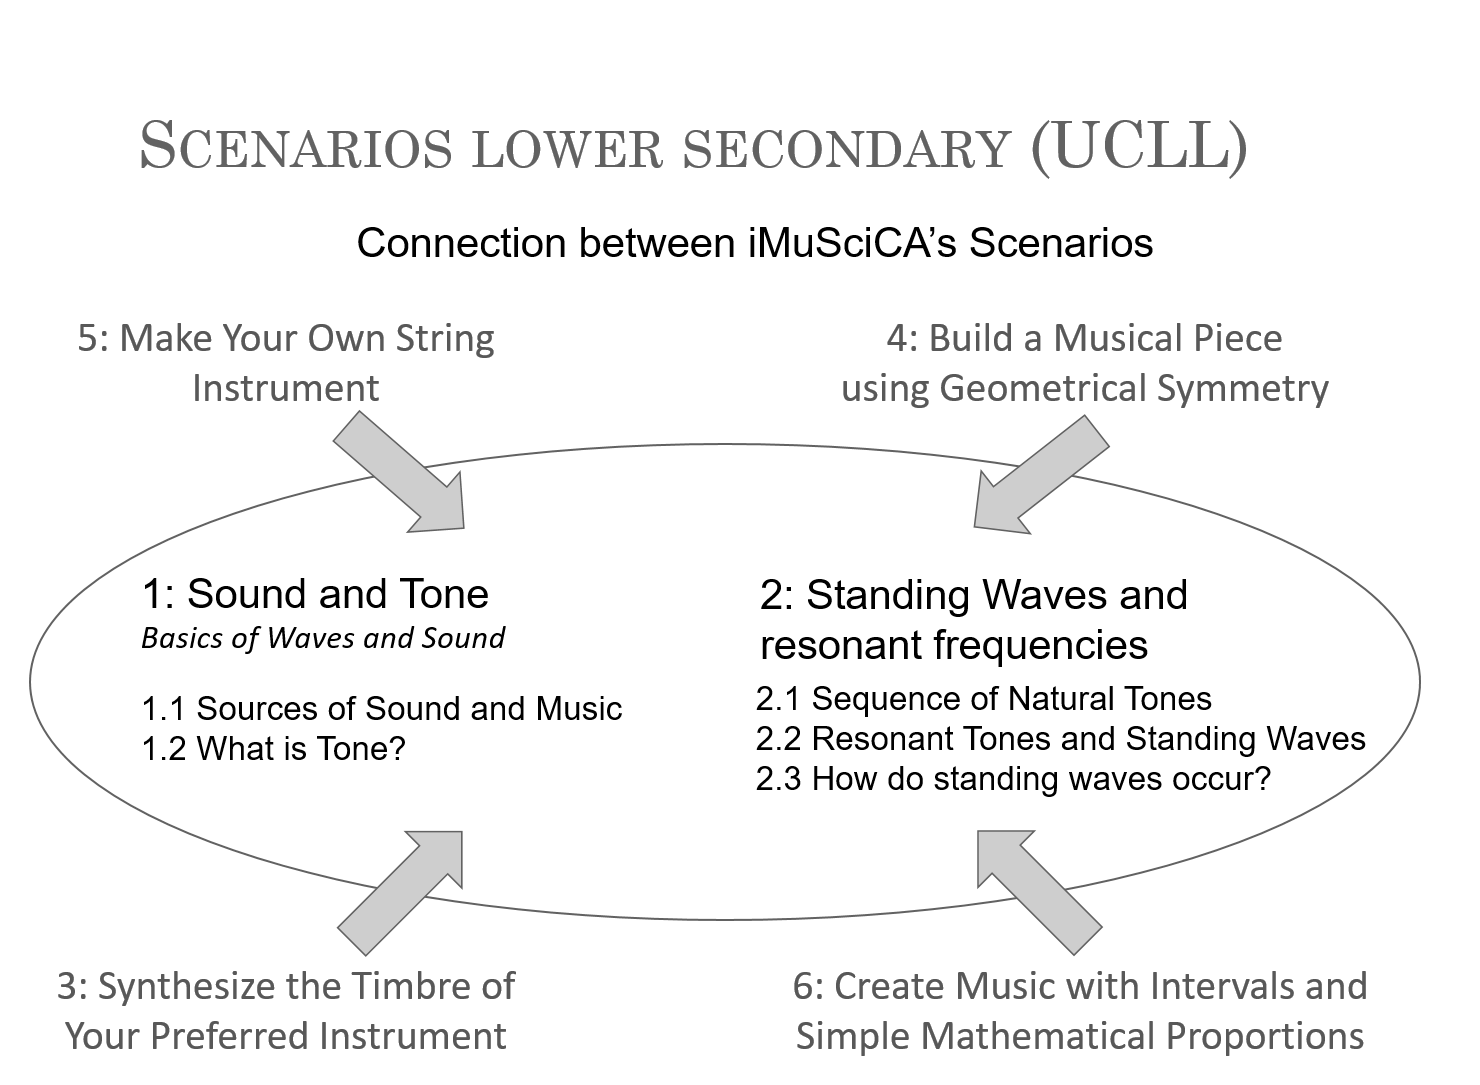 SCENARIOS LOWER SECONDARY (UCLL)
Connection between iMuSciCA’s Scenarios
5: Make Your Own String
Instrument
4: Build a Musical Piece
using Geometrical Symmetry
1: Sound and Tone
Basics of Waves and Sound
1.1 Sources of Sound and Music
1.2 What is Tone?
2: Standing Waves and
resonant frequencies
2.1 Sequence of Natural Tones
2.2 Resonant Tones and Standing Waves
2.3 How do standing waves occur?
3: Synthesize the Timbre of
Your Preferred Instrument
6: Create Music with Intervals and
Simple Mathematical Proportions